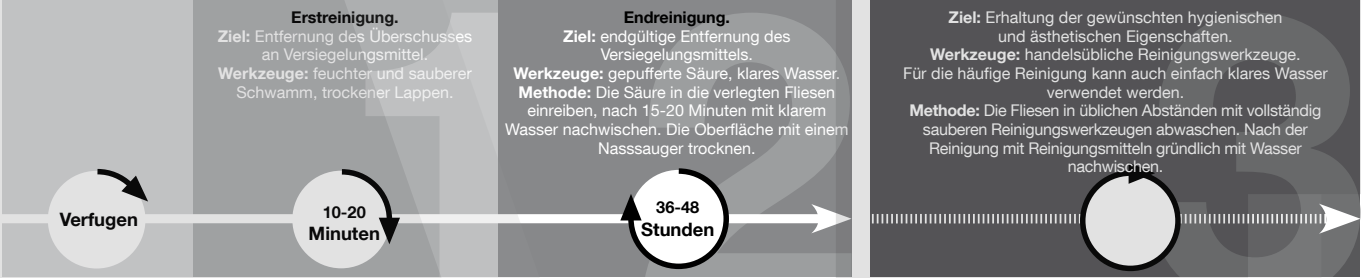 Erstreinigung.
Ziel: Entfernung des Überschusses
an Versiegelungsmittel.
Werkzeuge: feuchter und sauberer
Schwamm, trockener Lappen.
Endreinigung.
Ziel: endgültige Entfernung des
Versiegelungsmittels.
Werkzeuge: gepufferte Säure, klares Wasser.
Methode: Die Säure in die verlegten Fliesen
einreiben, nach 15-20 Minuten mit klarem
Wasser nachwischen. Die Oberfläche mit einem
Nasssauger trocknen.
Ziel: Erhaltung der gewünschten hygienischen
und ästhetischen Eigenschaften.
Werkzeuge: handelsübliche Reinigungswerkzeuge.
Für die häufige Reinigung kann auch einfach klares Wasser
verwendet werden.
Methode: Die Fliesen in üblichen Abständen mit vollständig
sauberen Reinigungswerkzeugen abwaschen. Nach der
Reinigung mit Reinigungsmitteln gründlich mit Wasser
nachwischen.
Verfugen
10-20
Minuten
36-48
Stunden
1
2
3